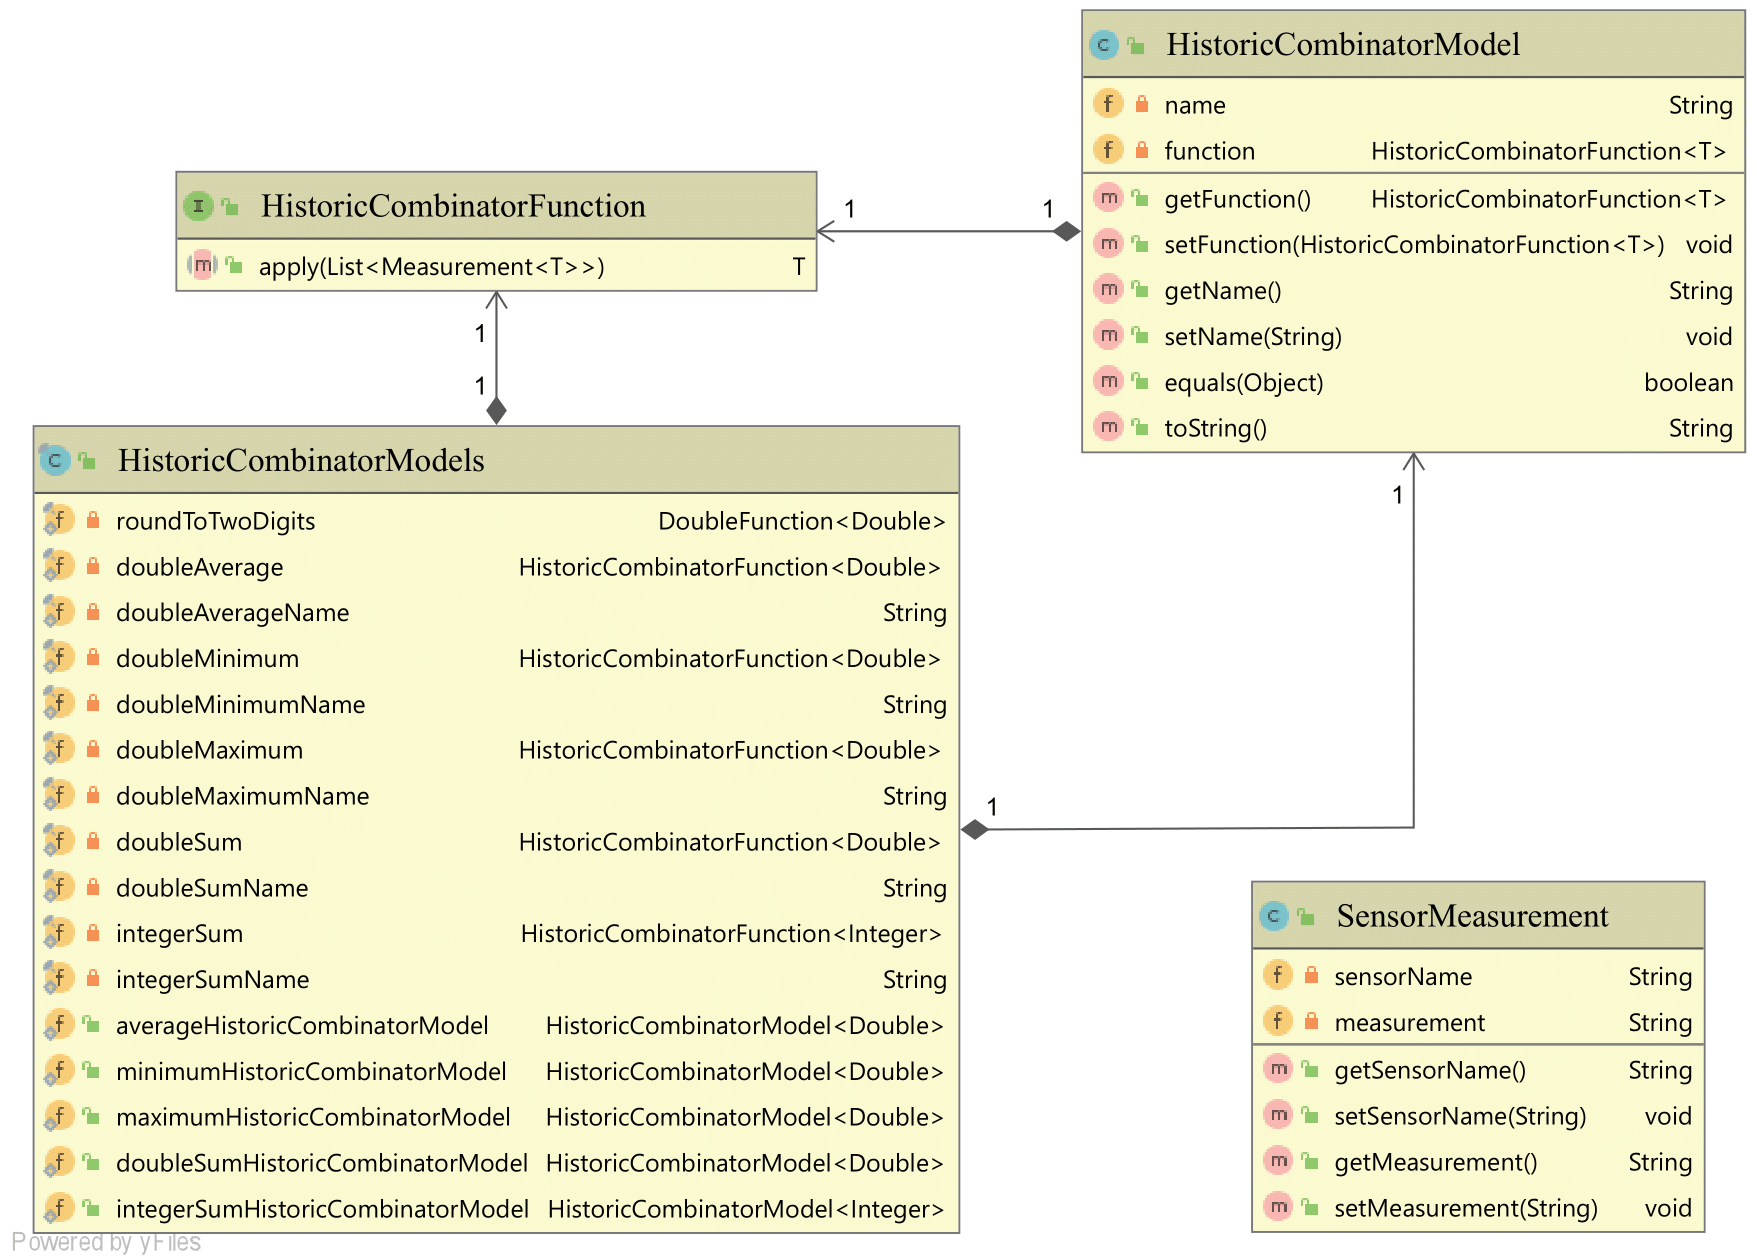 HistoricCombinatorModel
name String
function HistoricCombinatorFunction<T>
getFunction() HistoricCombinatorFunction<T>
setFunction(HistoricCombinatorFunction<T>) void
getName() String
setName(String) void
equals(Object) boolean
toString() String
HistoricCombinatorFunction
apply(List<Measurement<T>>) T
1 1
1
1
HistoricCombinatorModels
roundToTwoDigits DoubleFunction<Double>
doubleAverage HistoricCombinatorFunction<Double>
doubleAverageName String
doubleMinimum HistoricCombinatorFunction<Double>
doubleMinimumName String
doubleMaximum HistoricCombinatorFunction<Double>
doubleMaximumName String
doubleSum HistoricCombinatorFunction<Double>
doubleSumName String
integerSum HistoricCombinatorFunction<Integer>
integerSumName String
averageHistoricCombinatorModel HistoricCombinatorModel<Double>
minimumHistoricCombinatorModel HistoricCombinatorModel<Double>
maximumHistoricCombinatorModel HistoricCombinatorModel<Double>
doubleSumHistoricCombinatorModel HistoricCombinatorModel<Double>
integerSumHistoricCombinatorModel HistoricCombinatorModel<Integer>
1
1
SensorMeasurement
sensorName String
measurement String
getSensorName() String
setSensorName(String) void
getMeasurement() String
setMeasurement(String) void
Powered by yFiles